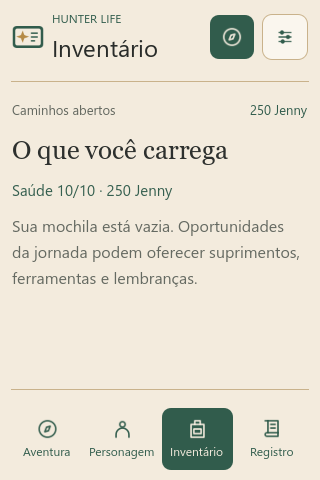 HUNTER LIFE
Inventário
Caminhos abertos
250 Jenny
O que você carrega
Saúde 10/10 · 250 Jenny
Sua mochila está vazia. Oportunidades
da jornada podem oferecer suprimentos,
ferramentas e lembranças.
Aventura
Personagem
Inventário
Registro